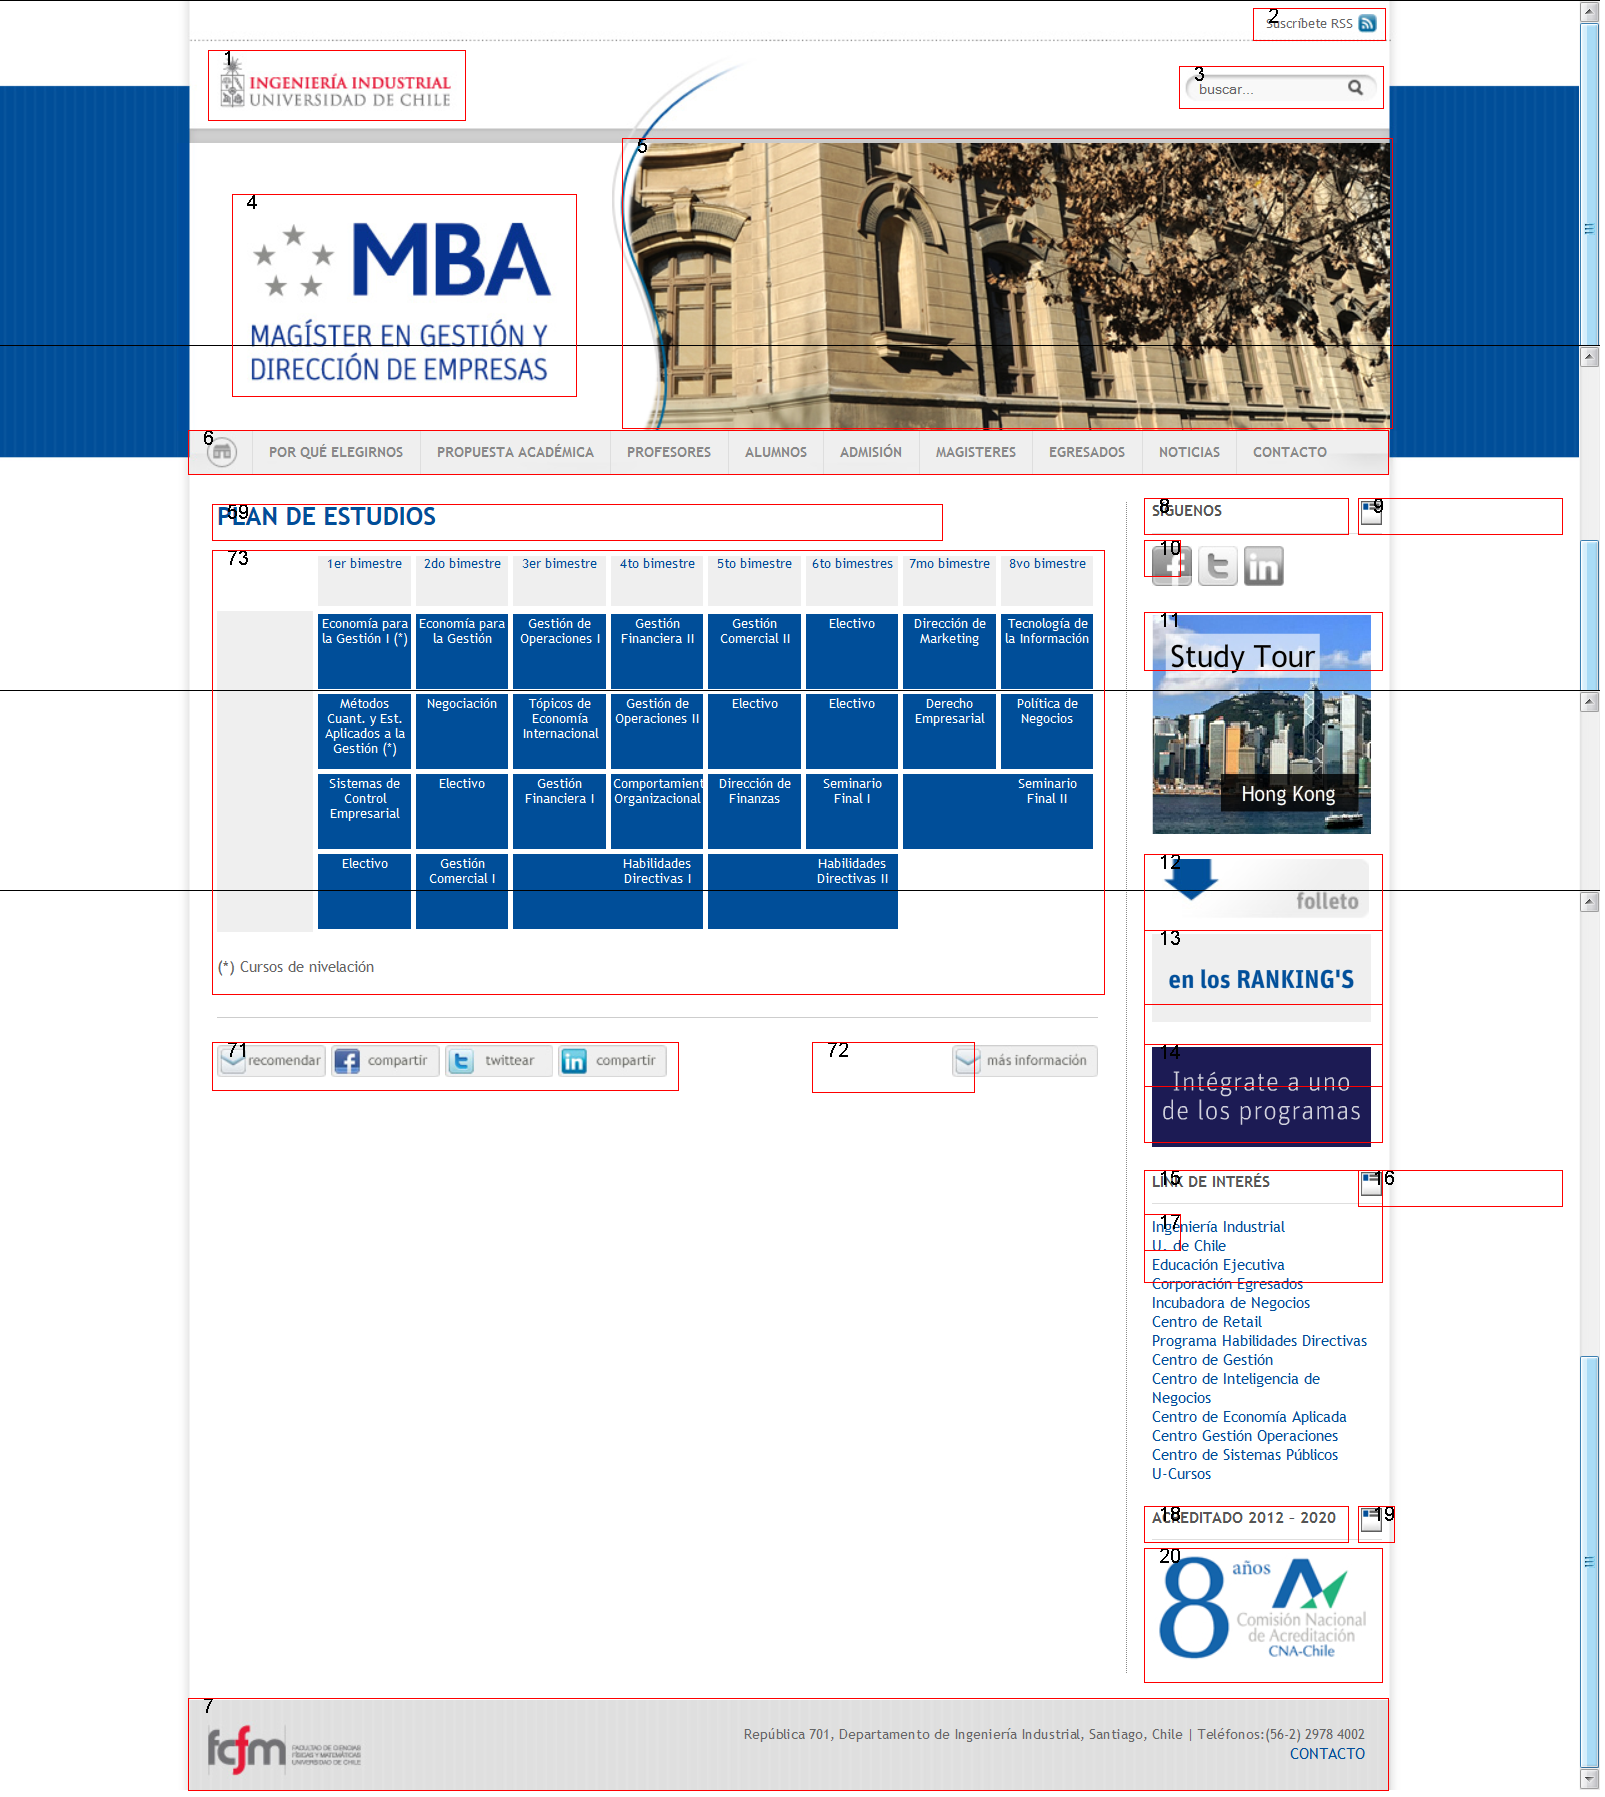 2
Suscríbete RSS
1
INGENIERÍA INDUSTRIAL
UNIVERSIDAD DE CHILE
3
buscar...
5
4
MBA
MAGÍSTER EN GESTIÓN Y
DIRECCIÓN DE EMPRESAS
6
POR QUÉ ELEGIRNOS PROPUESTA ACADÉMICA PROFESORES ALUMNOS ADMISIÓN MAGISTERES EGRESADOS NOTICIAS CONTACTO
59
PLAN DE ESTUDIOS
73
1er bimestre 2do bimestre 3er bimestre 4to bimestre 5to bimestre 6to bimestres 7mo bimestre 8vo bimestre
Economía para la Gestión I (*)
Economía para la Gestión
Gestión de Operaciones I
Gestión Financiera II
Gestión Comercial II
Electivo
Dirección de Marketing
Tecnología de la Información
Métodos Cuant. y Est. Aplicados a la Gestión (*)
Negociación
Tópicos de Economía Internacional
Gestión de Operaciones II
Electivo
Electivo
Derecho Empresarial
Política de Negocios
Sistemas de Control Empresarial
Electivo
Gestión Financiera I
Comportamient Organizacional
Dirección de Finanzas
Seminario Final I
Seminario Final II
Electivo
Gestión Comercial I
Habilidades Directivas I
Habilidades Directivas II
(*) Cursos de nivelación
71
recomendar compartir twittear compartir
72
más información
8
SÍGUENOS
9
10
11
Study Tour
Hong Kong
12
folleto
13
en los RANKING'S
14
Intégrate a uno
de los programas
15
LINK DE INTERÉS
16
17
Ingeniería Industrial
U. de Chile
Educación Ejecutiva
Corporación Egresados
Incubadora de Negocios
Centro de Retail
Programa Habilidades Directivas
Centro de Gestión
Centro de Inteligencia de
Negocios
Centro de Economía Aplicada
Centro Gestión Operaciones
Centro de Sistemas Públicos
U-Cursos
18
ACREDITADO 2012 – 2020
19
20
8 años
Comisión Nacional
de Acreditación
CNA-Chile
7
fcfm
FACULTAD DE CIENCIAS
FÍSICAS Y MATEMÁTICAS
UNIVERSIDAD DE CHILE
República 701, Departamento de Ingeniería Industrial, Santiago, Chile | Teléfonos:(56-2) 2978 4002
CONTACTO